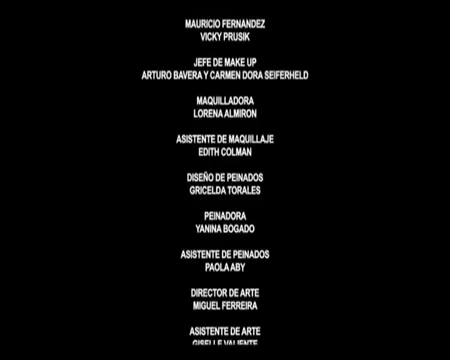 MAURICIO FERNANDEZ
VICKY PRUSIK
JEFE DE MAKE UP
ARTURO BAVERA Y CARMEN DORA SEIFERHELD
MAQUILLADORA
LORENA ALMIRON
ASISTENTE DE MAQUILLAJE
EDITH COLMAN
DISEÑO DE PEINADOS
GRICELDA TORALES
PEINADORA
YANINA BOGADO
ASISTENTE DE PEINADOS
PAOLA ABY
DIRECTOR DE ARTE
MIGUEL FERREIRA
ASISTENTE DE ARTE
GISELLE VALIENTE